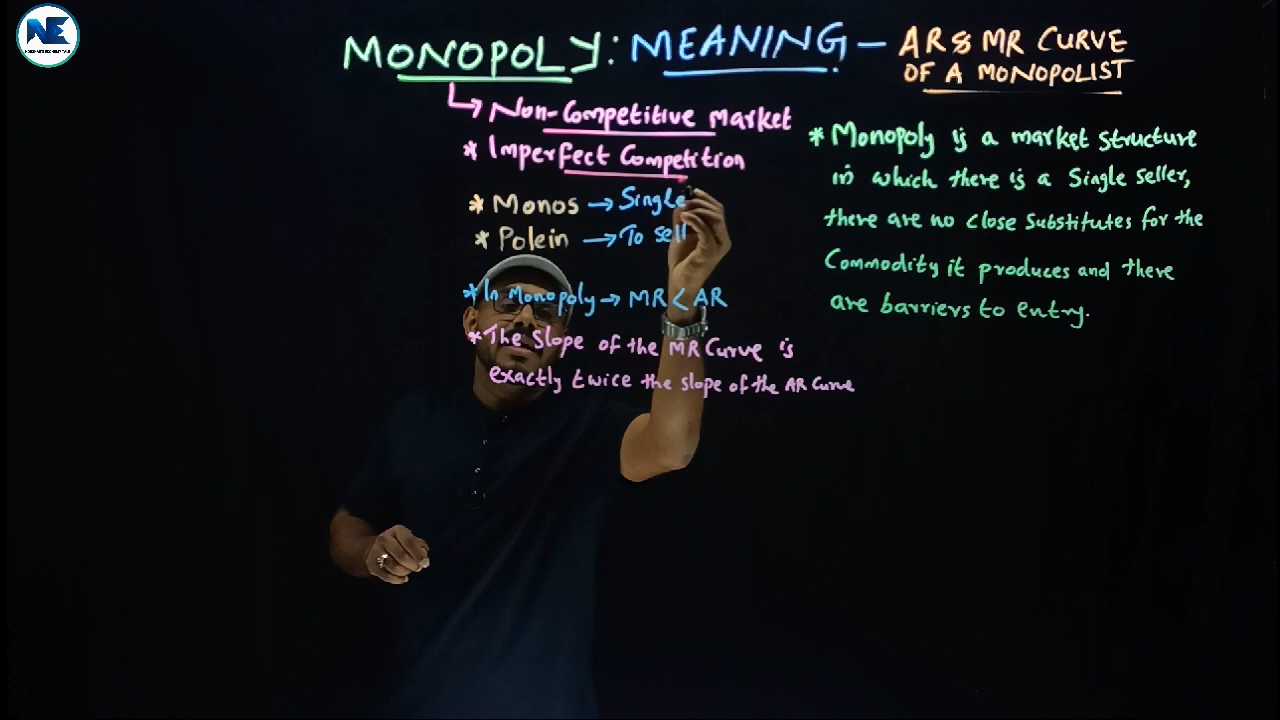 NE
MONOPOLY: MEANING – AR & MR CURVE
OF A MONOPOLIST
↳ Non-Competitive market
* Imperfect Competition
* Monos → Single
* Polein → To sell
* In Monopoly → MR < AR
* The Slope of the MR Curve is
exactly twice the slope of the AR Curve
* Monopoly is a market structure
in which there is a Single seller,
there are no close substitutes for the
Commodity it produces and there
are barriers to entry.